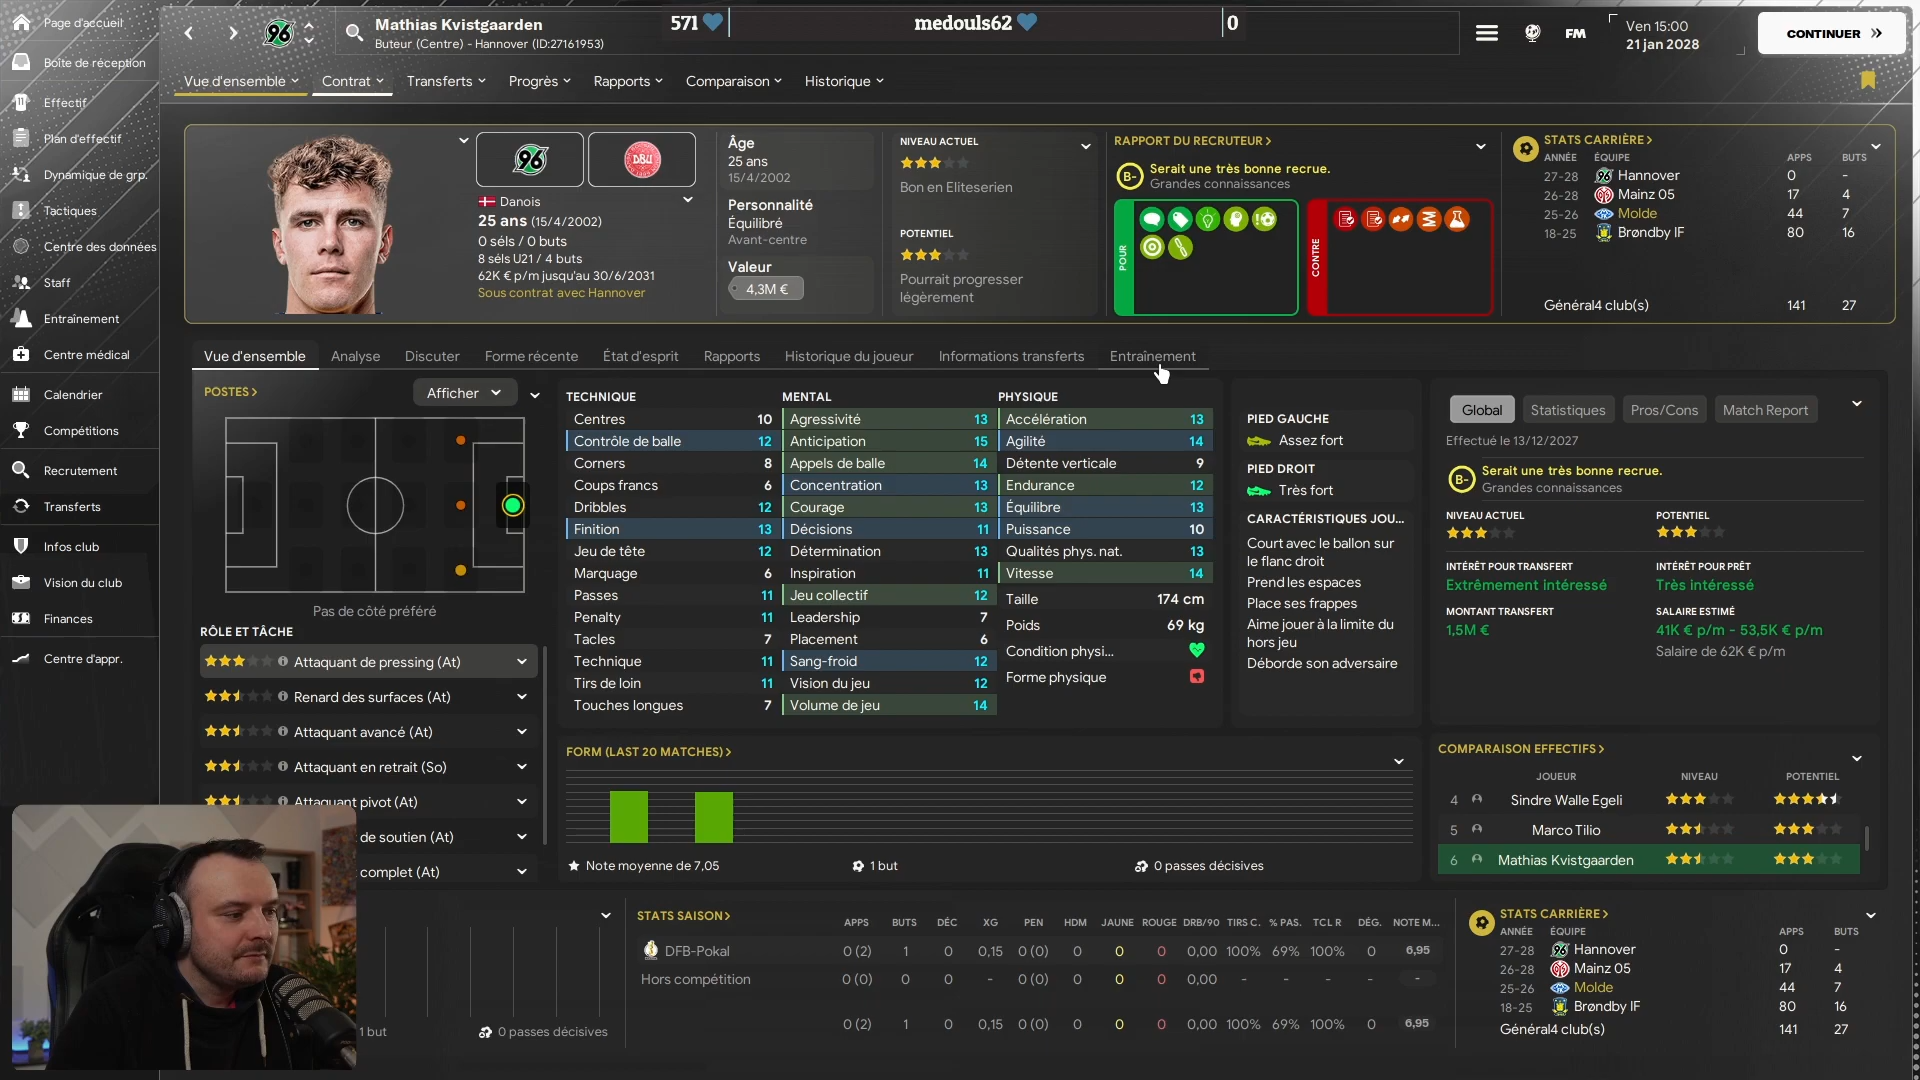 Page d'accueil
Boîte de réception
Effectif
Plan d'effectif
Dynamique de grp.
Tactiques
Centre des données
Staff
Entraînement
Centre médical
Calendrier
Compétitions
Recrutement
Transferts
Infos club
Vision du club
Finances
Centre d'appr.
Mathias Kvistgaarden
Buteur (Centre) - Hannover (ID:27161953)
571
medouls62
0
FM
Ven 15:00
21 jan 2028
CONTINUER
Vue d'ensemble Contrat Transferts Progrès Rapports Comparaison Historique
Danois
25 ans (15/4/2002)
0 séls / 0 buts
8 séls U21 / 4 buts
62K € p/m jusqu'au 30/6/2031
Sous contrat avec Hannover
Âge
25 ans
15/4/2002
Personnalité
Équilibré
Avant-centre
Valeur
4,3M €
NIVEAU ACTUEL
Bon en Eliteserien
POTENTIEL
Pourrait progresser
légèrement
RAPPORT DU RECRUTEUR
B-
Serait une très bonne recrue.
Grandes connaissances
POUR
CONTRE
STATS CARRIÈRE
ANNÉE ÉQUIPE APPS BUTS
27-28 Hannover 0 -
26-28 Mainz 05 17 4
25-26 Molde 44 7
18-25 Brøndby IF 80 16
Général4 club(s) 141 27
Vue d'ensemble Analyse Discuter Forme récente État d'esprit Rapports Historique du joueur Informations transferts Entraînement
POSTES
Afficher
Pas de côté préféré
RÔLE ET TÂCHE
Attaquant de pressing (At)
Renard des surfaces (At)
Attaquant avancé (At)
Attaquant en retrait (So)
Attaquant pivot (At)
de soutien (At)
complet (At)
TECHNIQUE
Centres 10
Contrôle de balle 12
Corners 8
Coups francs 6
Dribbles 12
Finition 13
Jeu de tête 12
Marquage 6
Passes 11
Penalty 11
Tacles 7
Technique 11
Tirs de loin 11
Touches longues 7
MENTAL
Agressivité 13
Anticipation 15
Appels de balle 14
Concentration 13
Courage 13
Décisions 11
Détermination 13
Inspiration 11
Jeu collectif 12
Leadership 7
Placement 6
Sang-froid 12
Vision du jeu 12
Volume de jeu 14
PHYSIQUE
Accélération 13
Agilité 14
Détente verticale 9
Endurance 12
Équilibre 13
Puissance 10
Qualités phys. nat. 13
Vitesse 14
Taille 174 cm
Poids 69 kg
Condition physi...
Forme physique
PIED GAUCHE
Assez fort
PIED DROIT
Très fort
CARACTÉRISTIQUES JOU...
Court avec le ballon sur
le flanc droit
Prend les espaces
Place ses frappes
Aime jouer à la limite du
hors jeu
Déborde son adversaire
Global Statistiques Pros/Cons Match Report
Effectué le 13/12/2027
B-
Serait une très bonne recrue.
Grandes connaissances
NIVEAU ACTUEL POTENTIEL
INTÉRÊT POUR TRANSFERT INTÉRÊT POUR PRÊT
Extrêmement intéressé Très intéressé
MONTANT TRANSFERT SALAIRE ESTIMÉ
1,5M € 41K € p/m - 53,5K € p/m
Salaire de 62K € p/m
FORM (LAST 20 MATCHES)
Note moyenne de 7,05
1 but
0 passes décisives
COMPARAISON EFFECTIFS
JOUEUR NIVEAU POTENTIEL
4 Sindre Walle Egeli
5 Marco Tilio
6 Mathias Kvistgaarden
1 but
0 passes décisives
STATS SAISON
APPS BUTS DÉC XG PEN HDM JAUNE ROUGE DRB/90 TIRS C. % PAS. TCL R DÉG. NOTE M...
DFB-Pokal 0 (2) 1 0 0,15 0 (0) 0 0 0 0,00 100% 69% 100% 0 6,95
Hors compétition 0 (0) 0 0 - 0 (0) 0 0 0 0,00 - - - - -
0 (2) 1 0 0,15 0 (0) 0 0 0 0,00 100% 69% 100% 0 6,95
STATS CARRIÈRE
ANNÉE ÉQUIPE APPS BUTS
27-28 Hannover 0 -
26-28 Mainz 05 17 4
25-26 Molde 44 7
18-25 Brøndby IF 80 16
Général4 club(s) 141 27